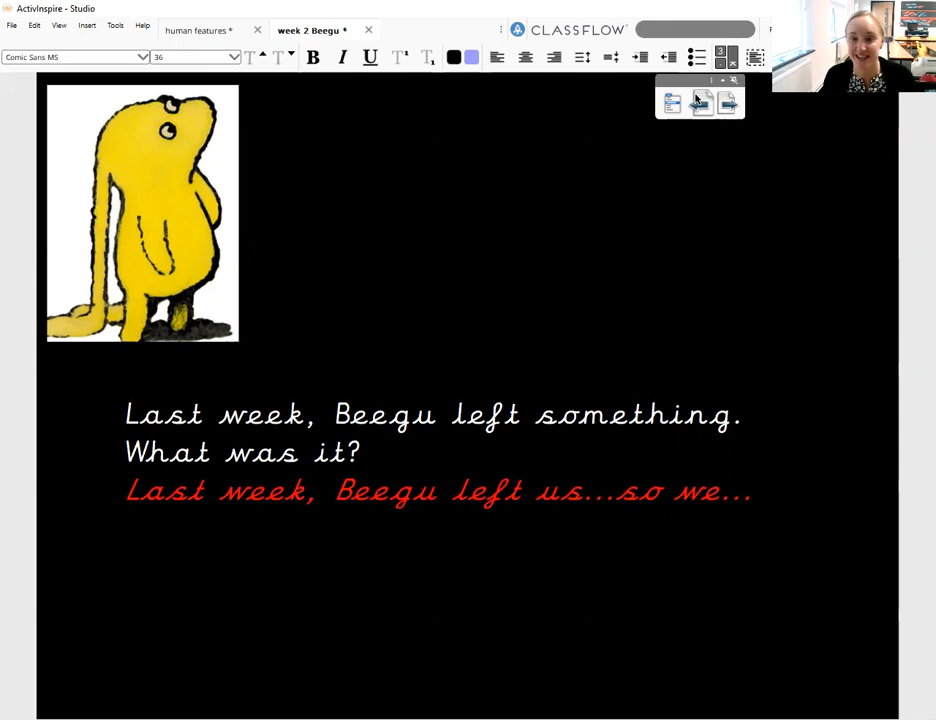 ActivInspire - Studio
File Edit View Insert Tools Help
human features * week 2 Beegu * CLASSFLOW
Comic Sans MS 36
Last week, Beegu left something.
What was it?
Last week, Beegu left us...so we...